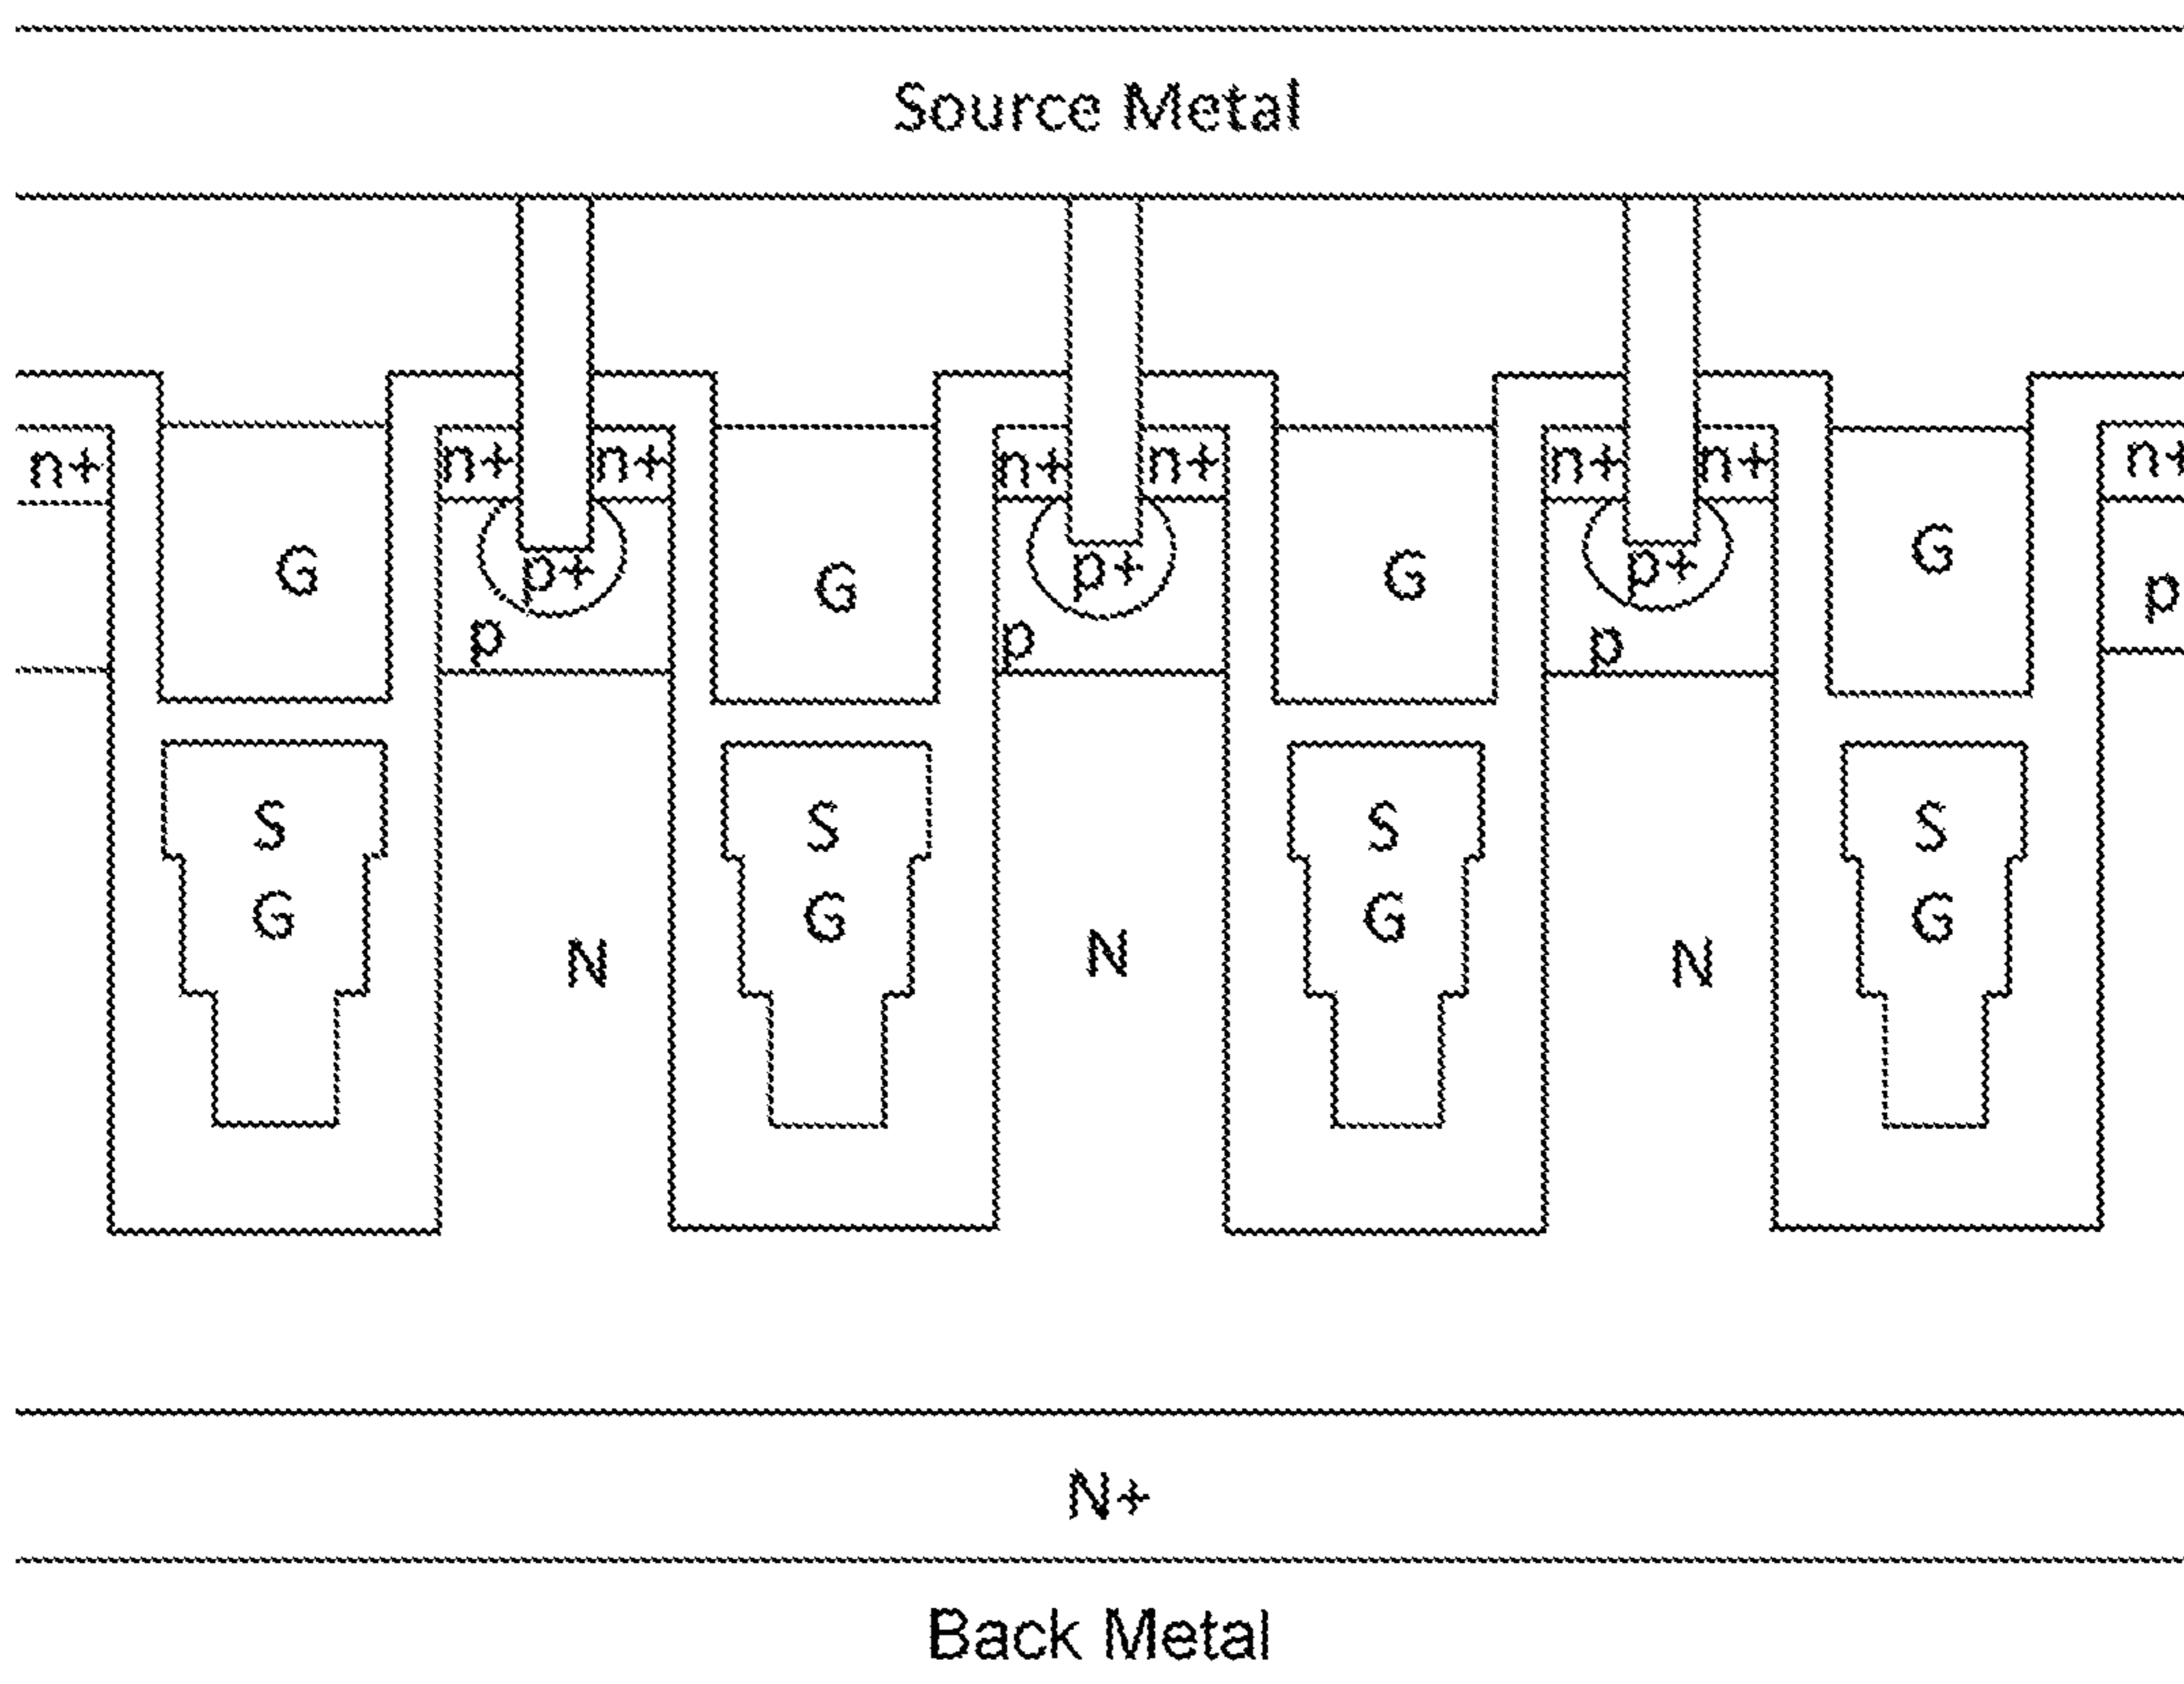 Source Metal
n+ n+ n+ n+ n+ n+ n+ n+
G p+ G p+ G p+ G p
p p p
S S S S
G G G G
N N N
N+
Back Metal